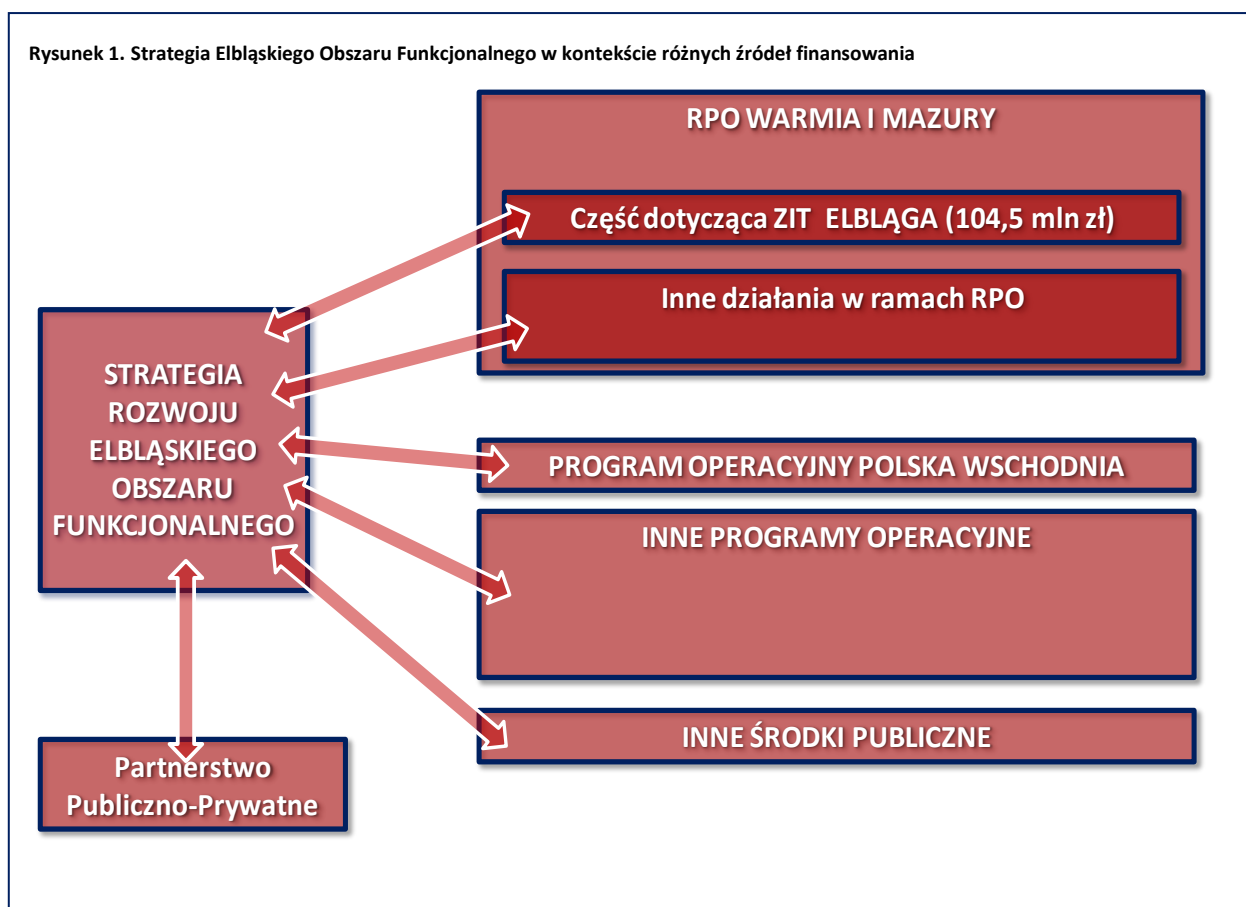 Rysunek 1. Strategia Elbląskiego Obszaru Funkcjonalnego w kontekście różnych źródeł finansowania
RPO WARMIA I MAZURY
Część dotycząca ZIT ELBLĄGA (104,5 mln zł)
Inne działania w ramach RPO
STRATEGIA
ROZWOJU
ELBLĄSKIEGO
OBSZARU
FUNKCJONALNEGO
PROGRAM OPERACYJNY POLSKA WSCHODNIA
INNE PROGRAMY OPERACYJNE
INNE ŚRODKI PUBLICZNE
Partnerstwo
Publiczno-Prywatne